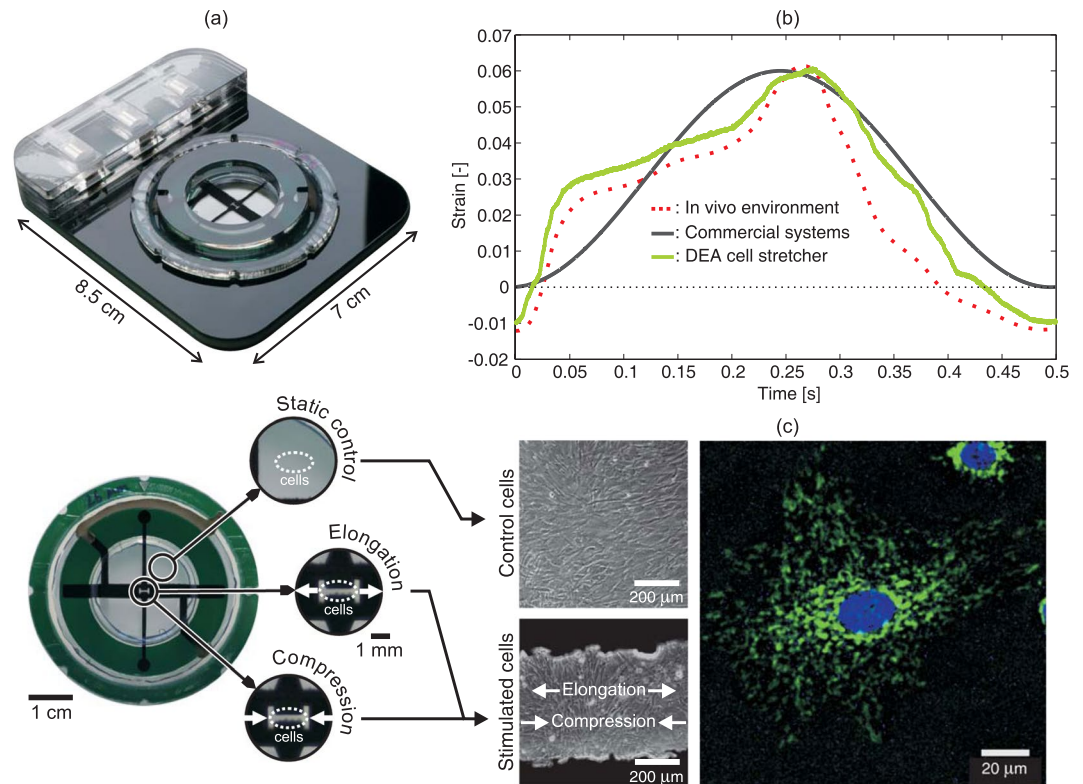 (a)
8.5 cm
7 cm
(b)
0.07
0.06
0.05
0.04
0.03
0.02
0.01
0
-0.01
-0.02
Strain [-]
: In vivo environment
: Commercial systems
: DEA cell stretcher
0 0.05 0.1 0.15 0.2 0.25 0.3 0.35 0.4 0.45 0.5
Time [s]
(c)
Static control
cells
Elongation
cells
1 mm
Compression
cells
1 cm
Control cells
200 μm
Stimulated cells
Elongation
Compression
200 μm
20 μm